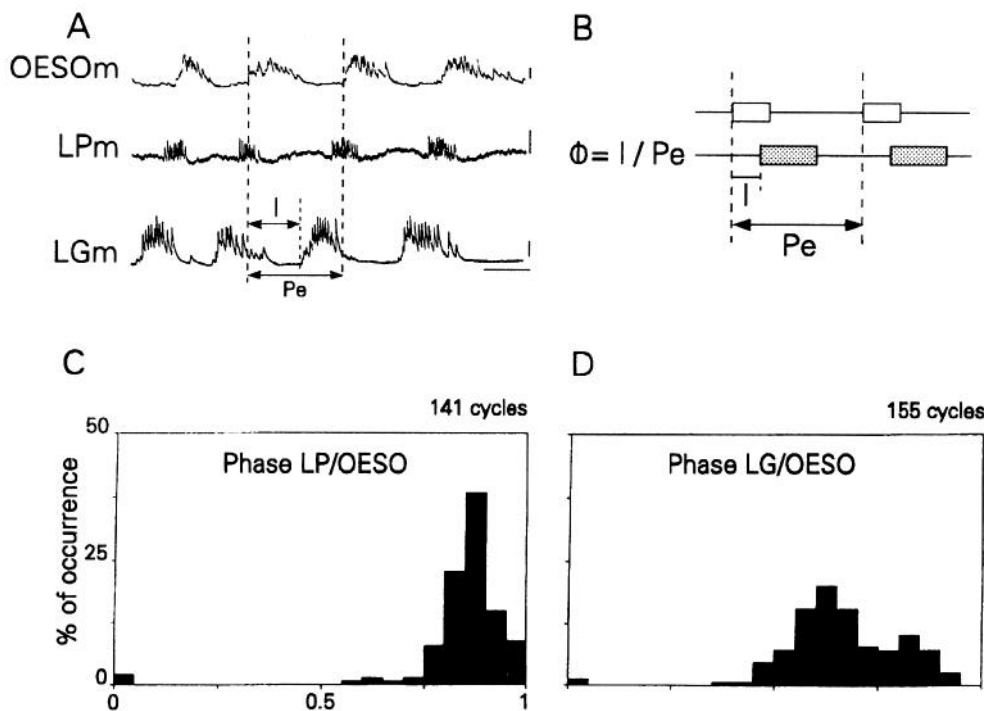 A
OESOm
LPm
LGm
l
Pe
B
Φ= l / Pe
l
Pe
C
141 cycles
Phase LP/OESO
% of occurrence
50
25
0
0
0.5
1
D
155 cycles
Phase LG/OESO